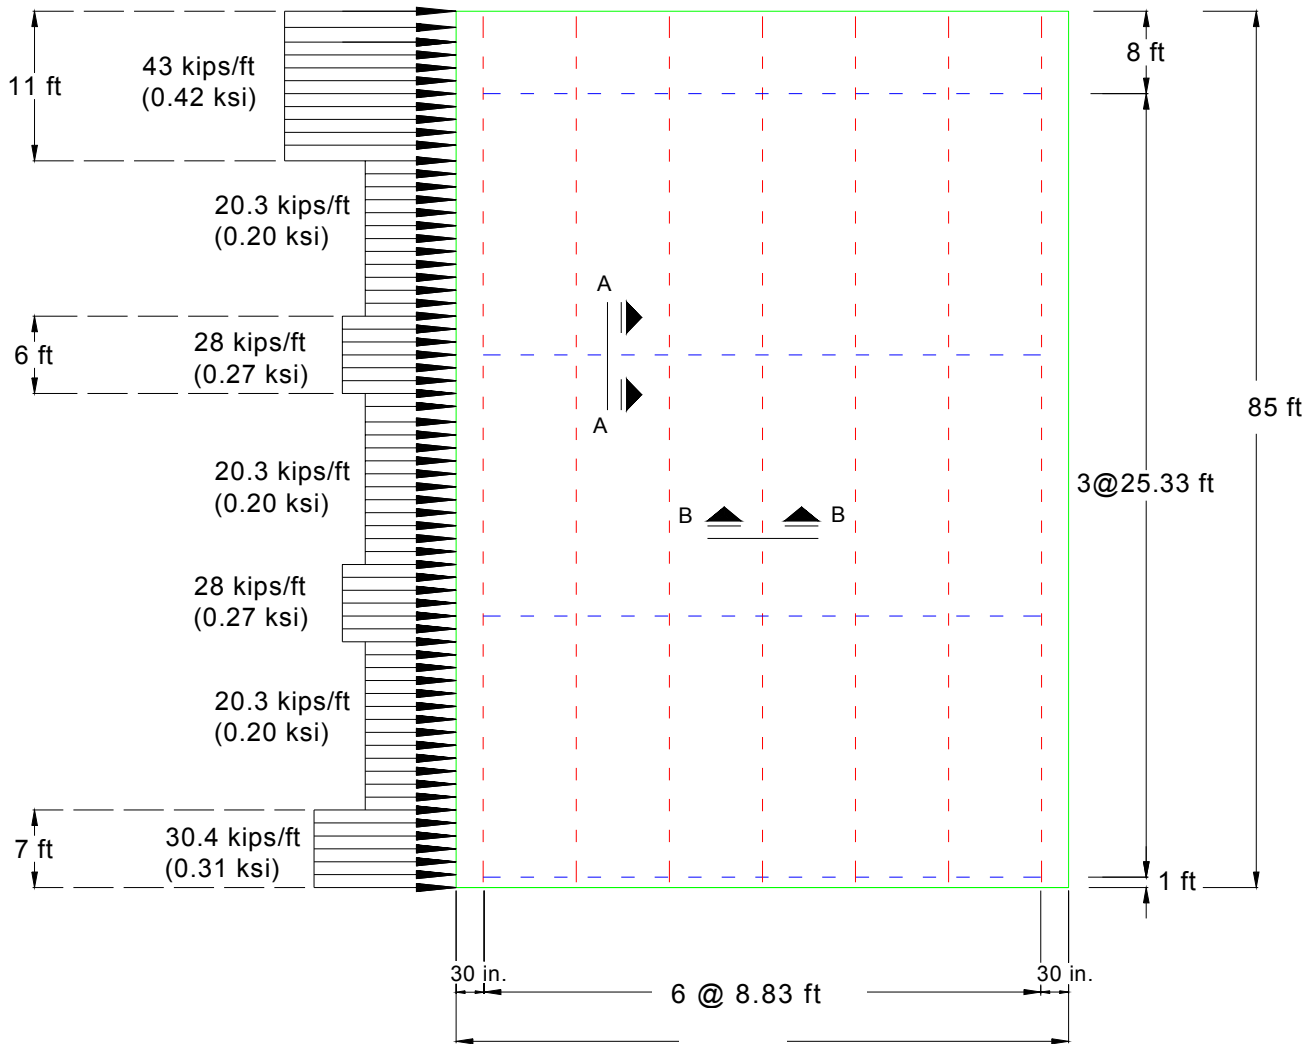 11 ft
43 kips/ft
(0.42 ksi)
8 ft
20.3 kips/ft
(0.20 ksi)
A
6 ft
28 kips/ft
(0.27 ksi)
A
85 ft
20.3 kips/ft
(0.20 ksi)
3@25.33 ft
B
B
28 kips/ft
(0.27 ksi)
20.3 kips/ft
(0.20 ksi)
7 ft
30.4 kips/ft
(0.31 ksi)
1 ft
30 in.
6 @ 8.83 ft
30 in.